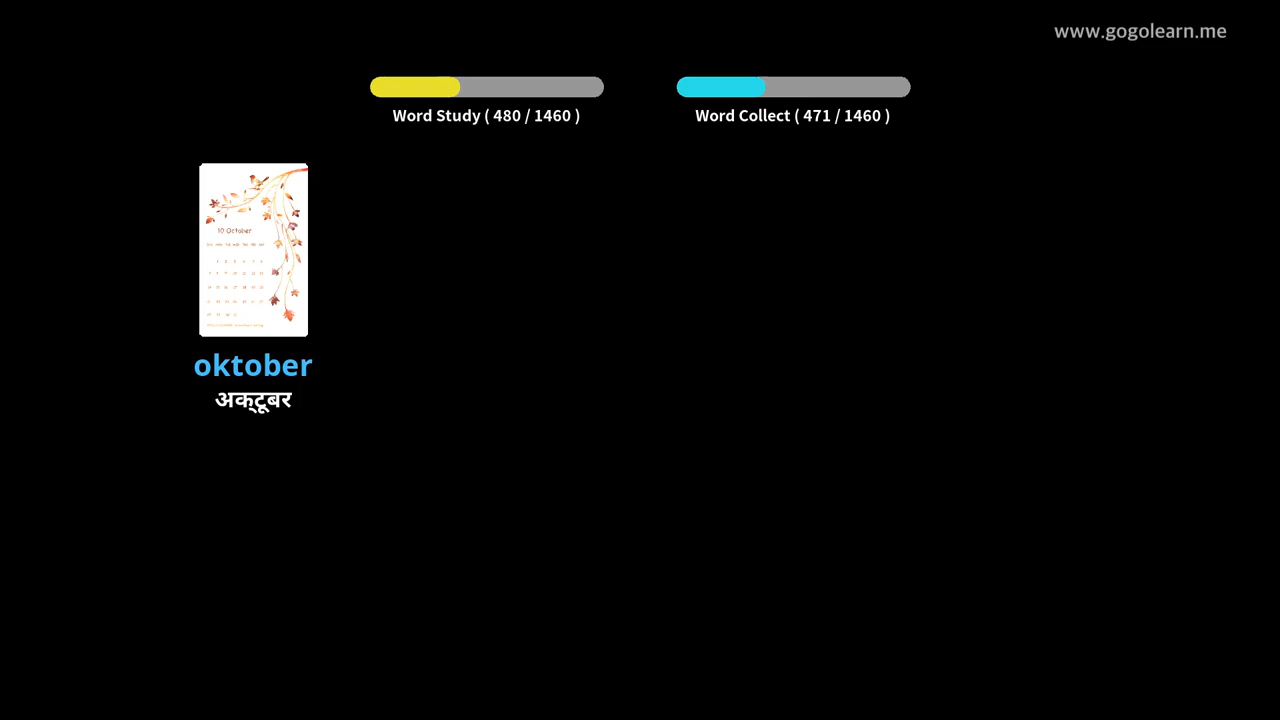 www.gogolearn.me
Word Study ( 480 / 1460 )
Word Collect ( 471 / 1460 )
10 October
oktober
अक्टूबर